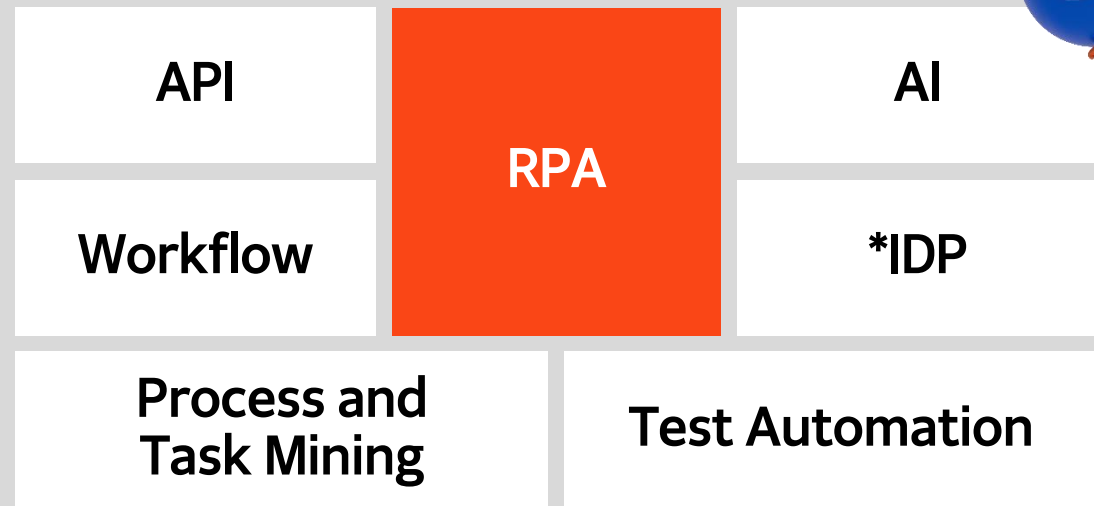 API
RPA
AI
Workflow
*IDP
Process and
Task Mining
Test Automation